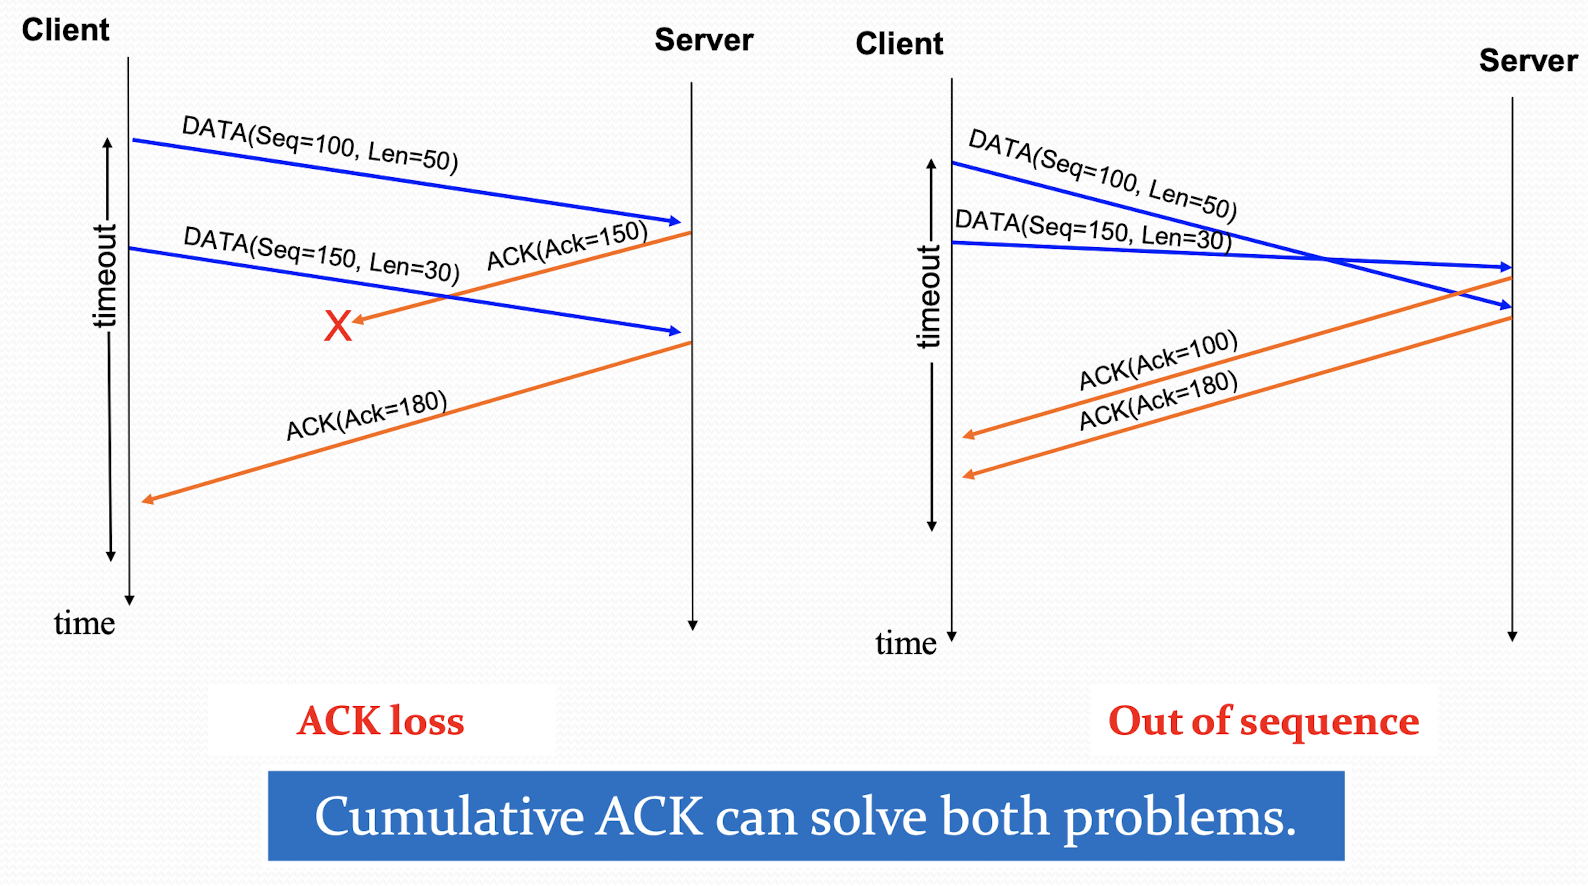 Client
Server
DATA(Seq=100, Len=50)
DATA(Seq=150, Len=30)
ACK(Ack=150)
timeout
X
ACK(Ack=180)
time
ACK loss
Client
Server
DATA(Seq=100, Len=50)
DATA(Seq=150, Len=30)
timeout
ACK(Ack=100)
ACK(Ack=180)
time
Out of sequence
Cumulative ACK can solve both problems.